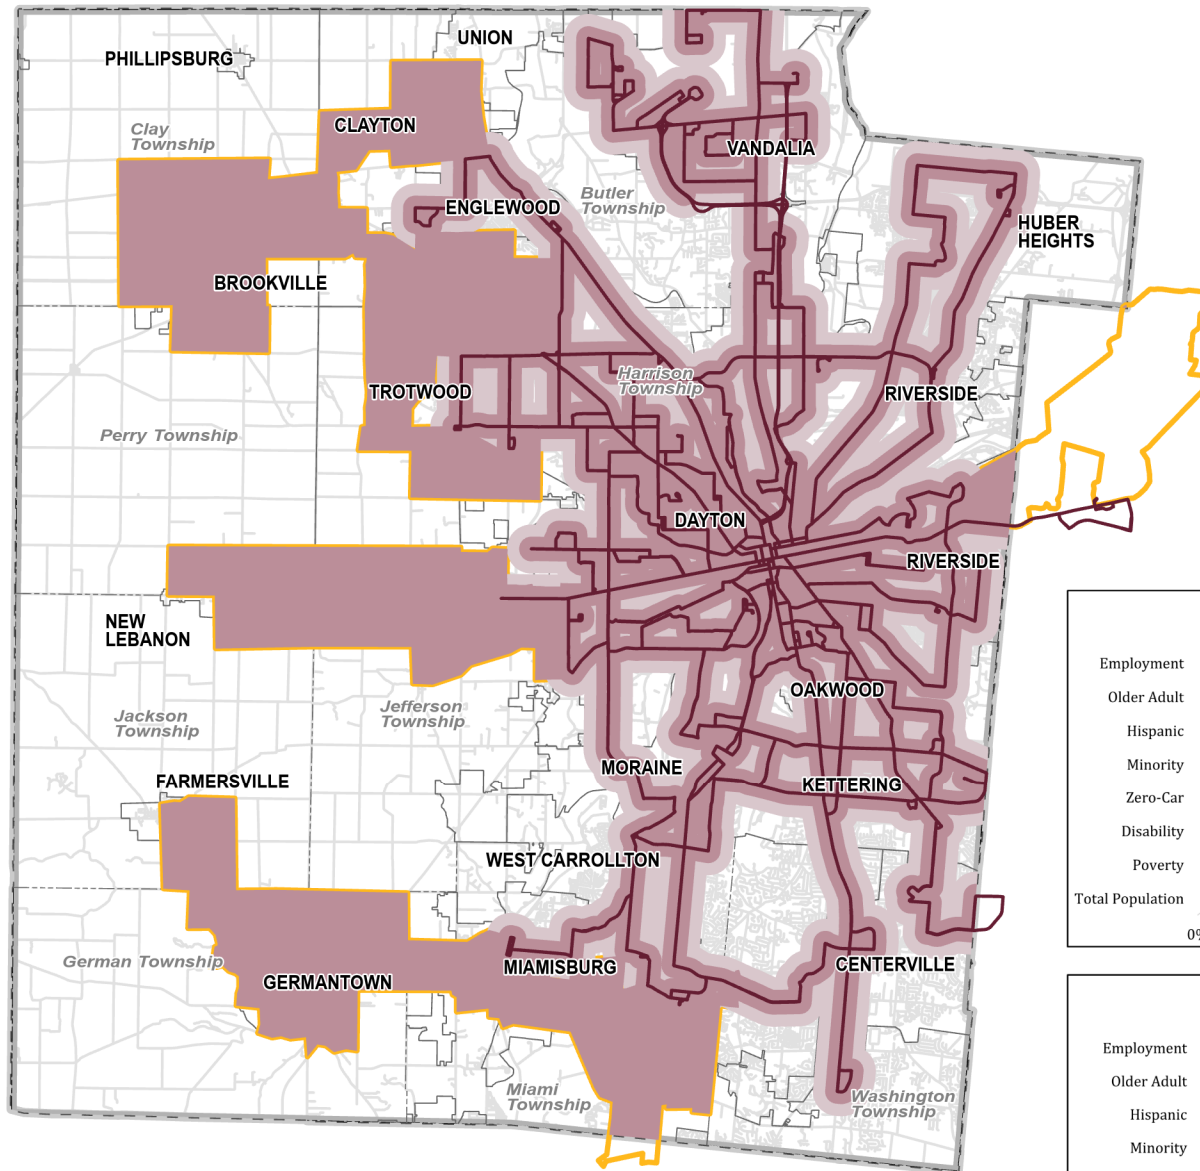 UNION
PHILLIPSBURG
CLAYTON
Clay
Township
VANDALIA
Butler
Township
ENGLEWOOD
HUBER
HEIGHTS
BROOKVILLE
Harrison
Township
TROTWOOD
RIVERSIDE
Perry Township
DAYTON
RIVERSIDE
NEW
LEBANON
OAKWOOD
Jefferson
Township
Jackson
Township
MORAINE
FARMERSVILLE
KETTERING
WEST CARROLLTON
German Township
MIAMISBURG
CENTERVILLE
GERMANTOWN
Miami
Township
Washington
Township
Employment
Older Adult
Hispanic
Minority
Zero-Car
Disability
Poverty
Total Population
0%
Employment
Older Adult
Hispanic
Minority